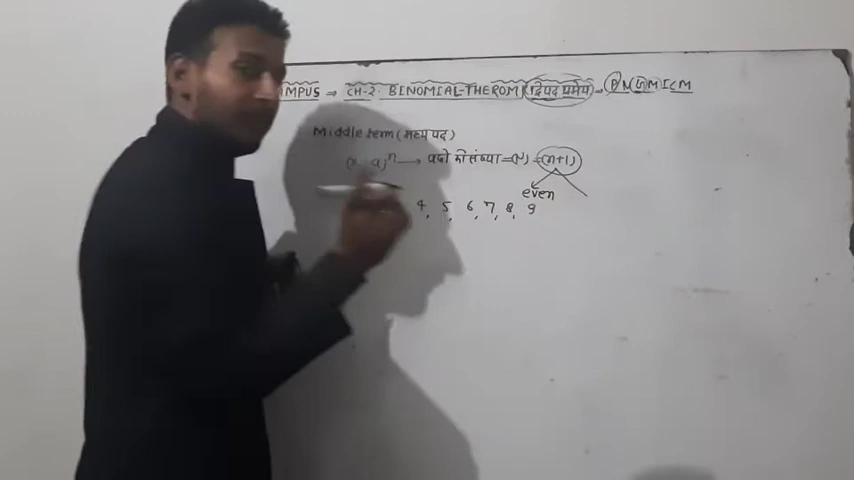 MPUS → CH-2. BINOMIAL-THEROM (द्विपद प्रमेय) →
Middle term (मध्य पद)
a)ⁿ → पदों की संख्या =(N) = (n+1)
even
4, 5, 6, 7, 8, 9